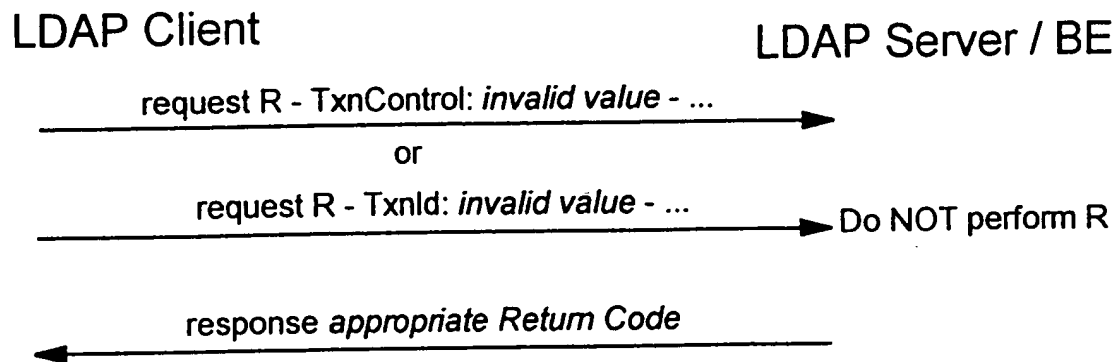 LDAP Client
LDAP Server / BE
request R - TxnControl: invalid value - ...
or
request R - TxnId: invalid value - ...
Do NOT perform R
response appropriate Return Code